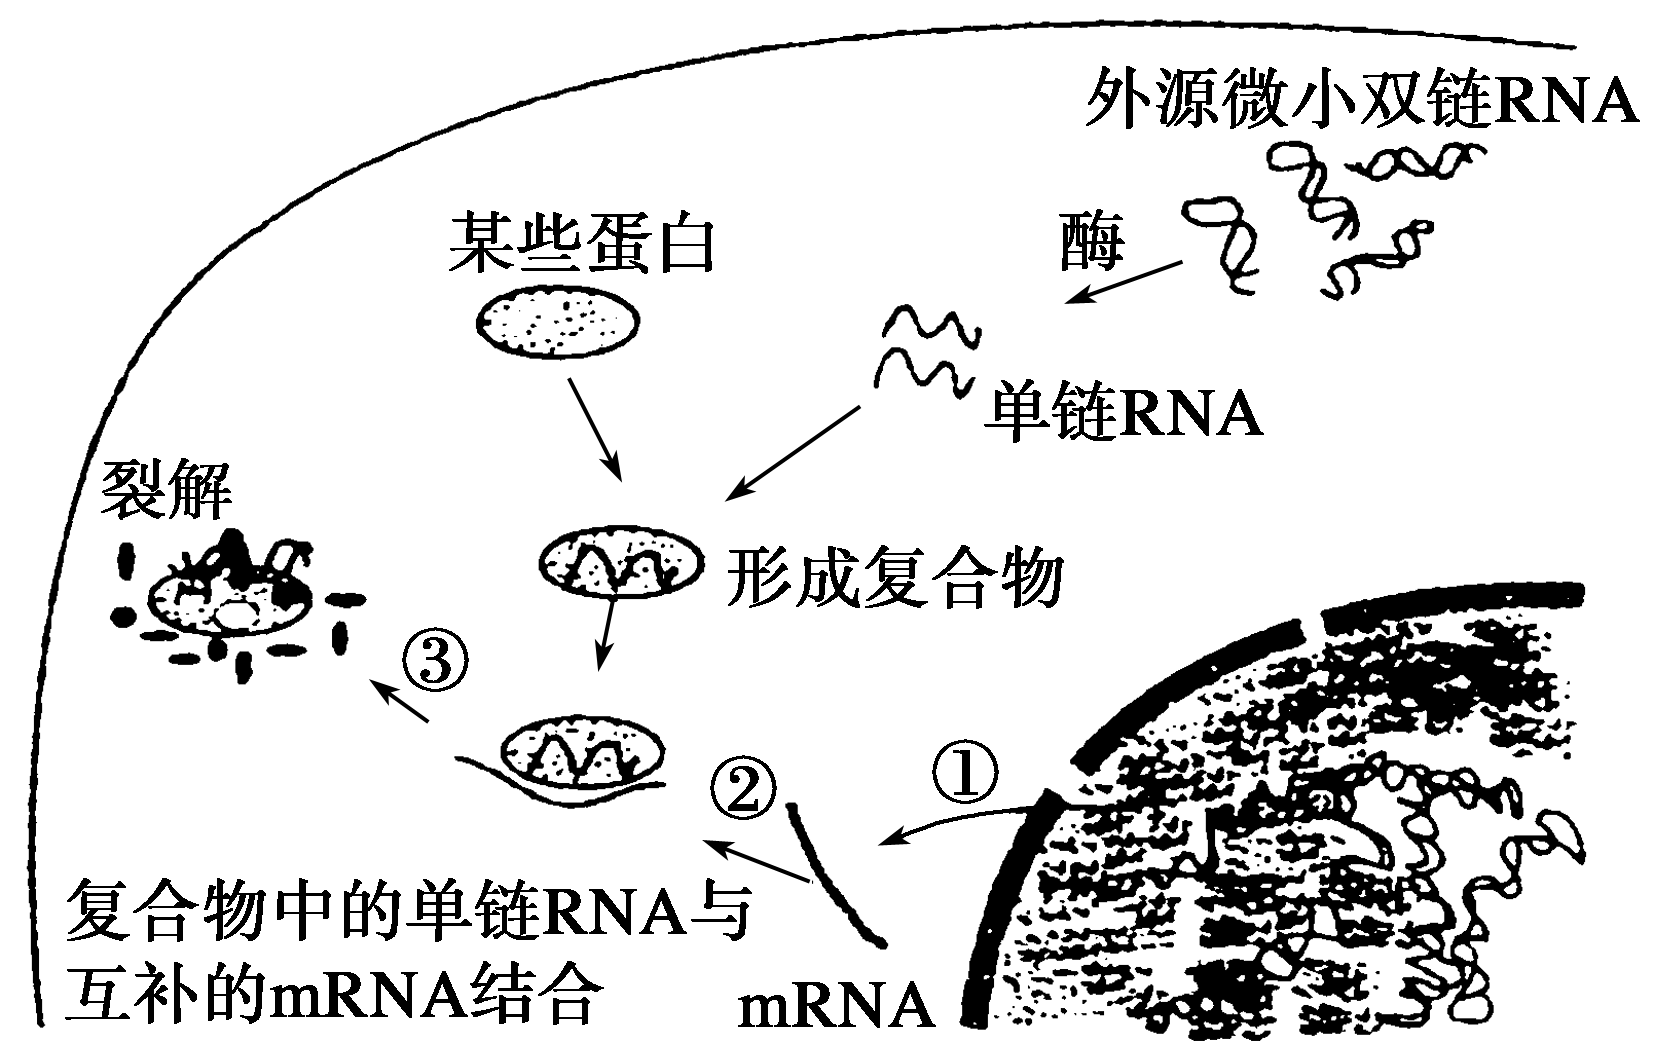 外源微小双链RNA
酶
某些蛋白
单链RNA
裂解
形成复合物
③
②
①
复合物中的单链RNA与
互补的mRNA结合
mRNA